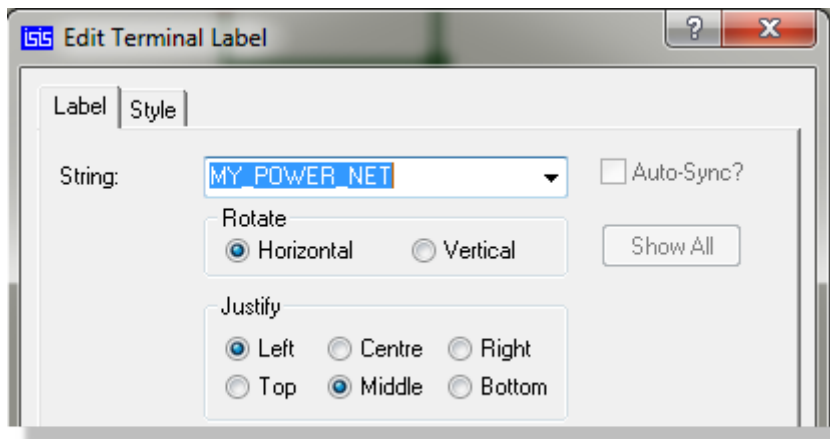 isis Edit Terminal Label ? X
Label Style
String: MY_POWER_NET Auto-Sync?
Rotate
Horizontal Vertical Show All
Justify
Left Centre Right
Top Middle Bottom